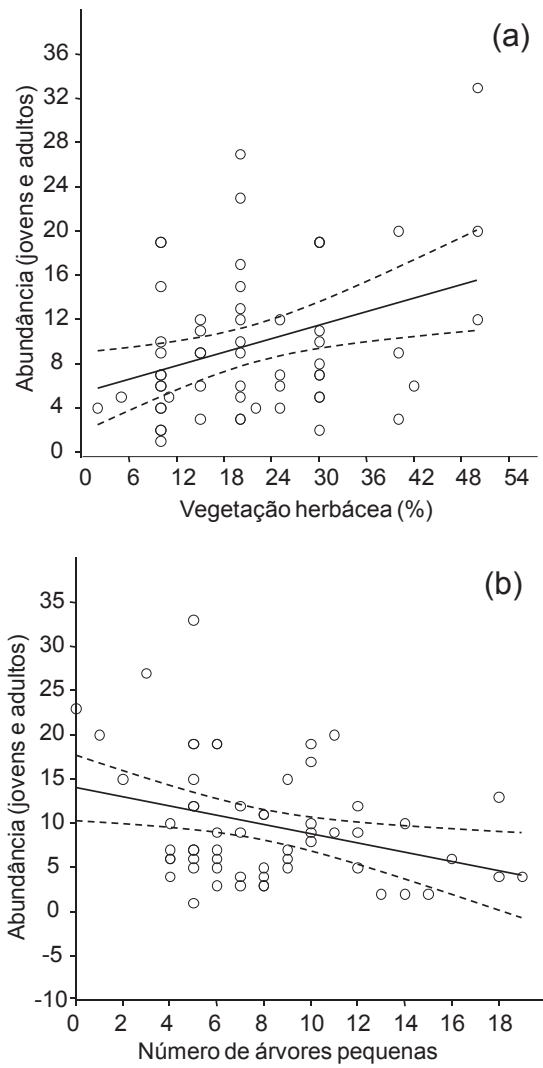 (a)
Abundância (jovens e adultos)
36
32
28
24
20
16
12
8
4
0
0 6 12 18 24 30 36 42 48 54
Vegetação herbácea (%)
(b)
Abundância (jovens e adultos)
35
30
25
20
15
10
5
0
-5
-10
0 2 4 6 8 10 12 14 16 18
Número de árvores pequenas